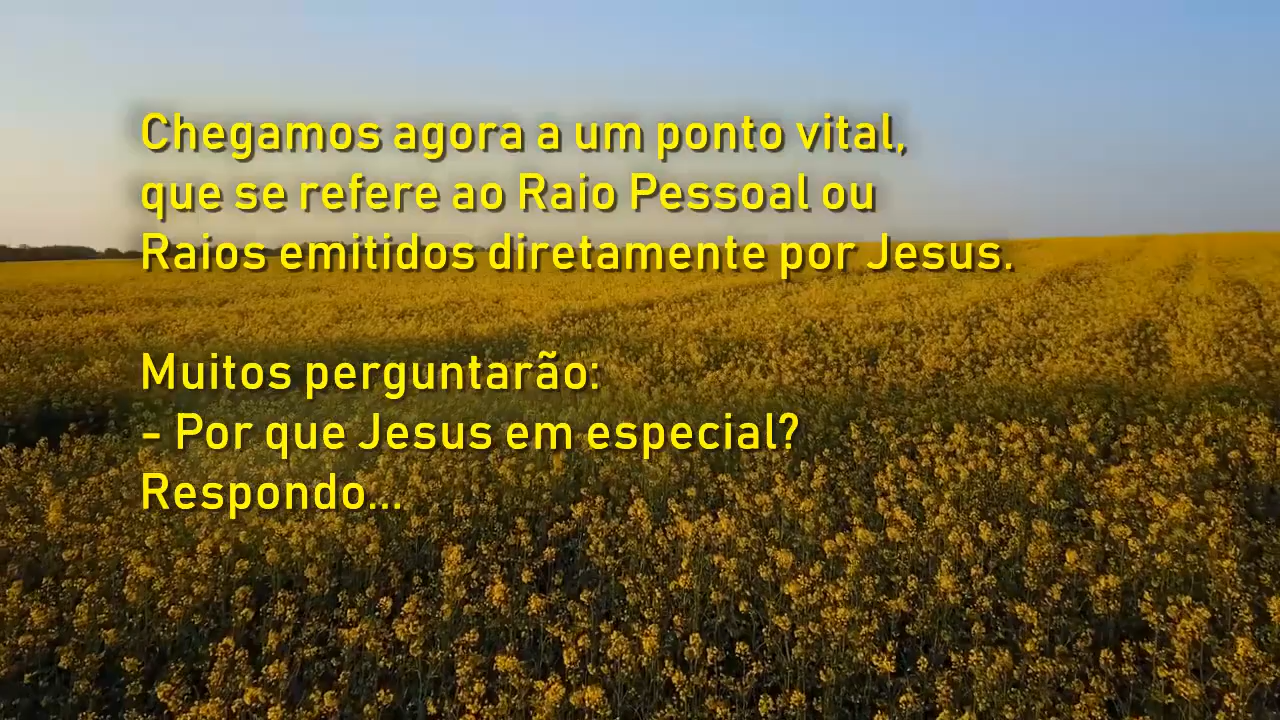 Chegamos agora a um ponto vital,
que se refere ao Raio Pessoal ou
Raios emitidos diretamente por Jesus.
Muitos perguntarão:
- Por que Jesus em especial?
Respondo...